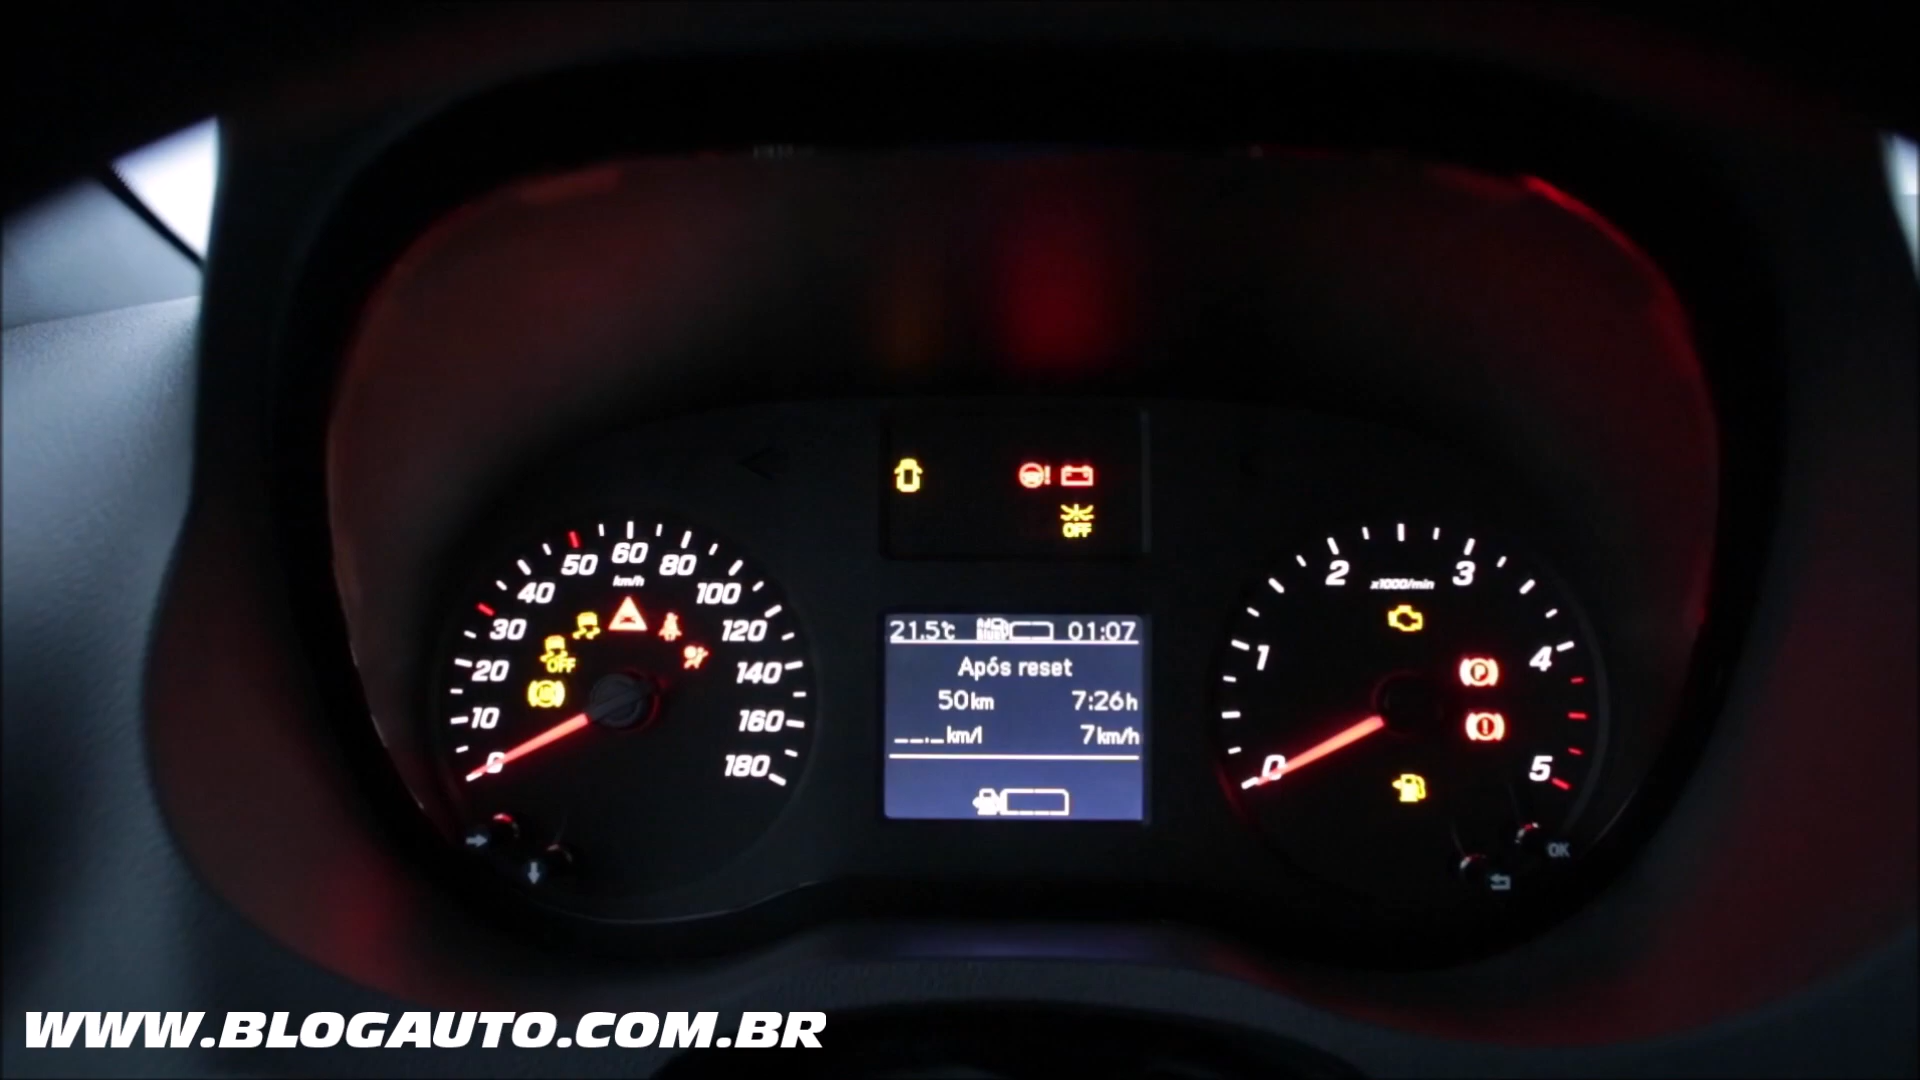 OFF
60
50
80
km/h
40
100
30
120
OFF
20
140
10
160
0
180
21.5°C AdBlue 01:07
Após reset
50km 7:26h
__._km/l 7km/h
2 3
x1000/min
1 4
P
0 5
OK
WWW.BLOGAUTO.COM.BR